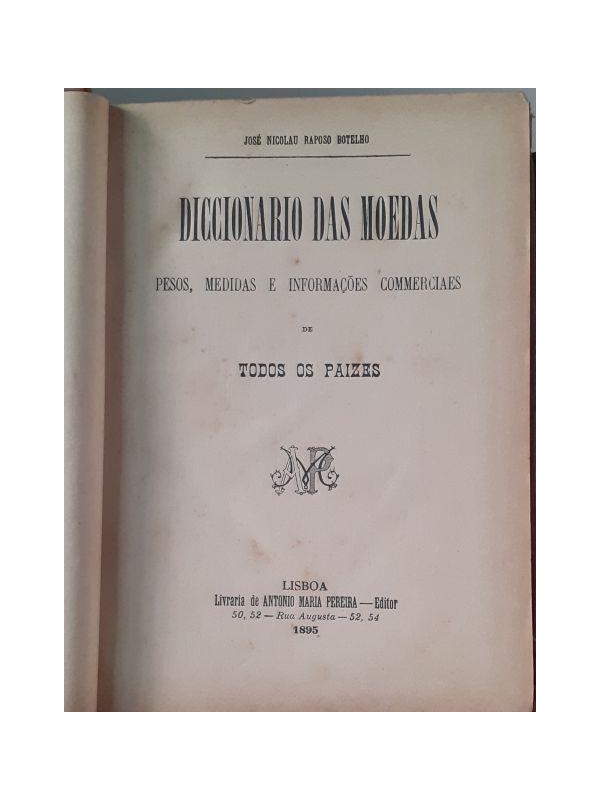 JOSÉ NICOLAU RAPOSO BOTELHO
DICCIONARIO DAS MOEDAS
PESOS, MEDIDAS E INFORMAÇÕES COMMERCIAES
DE
TODOS OS PAIZES
AMP
LISBOA
Livraria de ANTONIO MARIA PEREIRA — Editor
50, 52 — Rua Augusta — 52, 54
1895